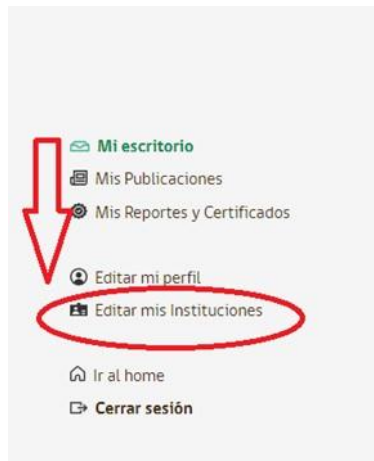 Mi escritorio
Mis Publicaciones
Mis Reportes y Certificados
Editar mi perfil
Editar mis Instituciones
Ir al home
Cerrar sesión